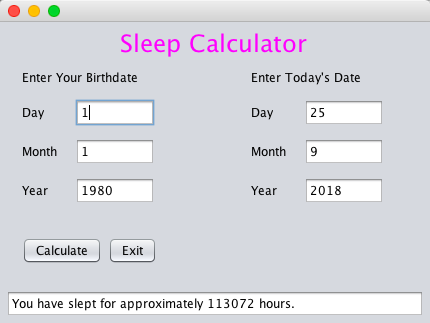 Sleep Calculator
Enter Your Birthdate
Enter Today's Date
Day 1
Day 25
Month 1
Month 9
Year 1980
Year 2018
Calculate Exit
You have slept for approximately 113072 hours.